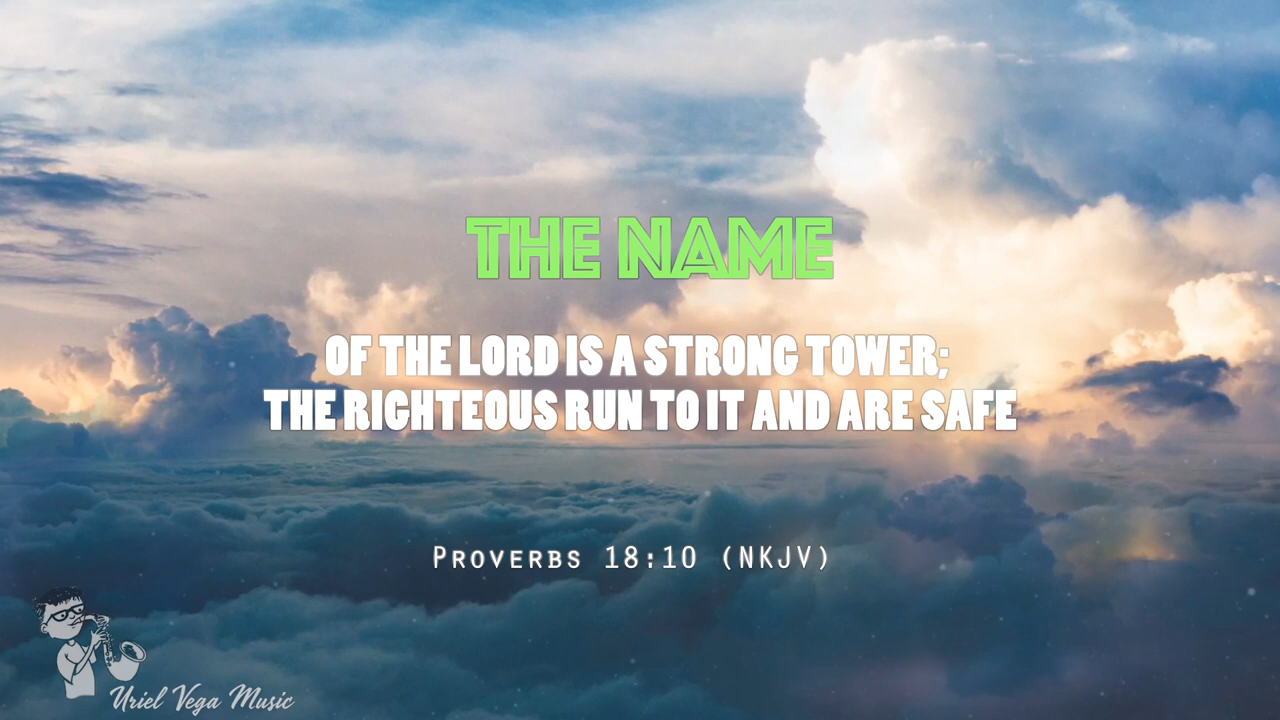 THE NAME
OF THE LORD IS A STRONG TOWER;
THE RIGHTEOUS RUN TO IT AND ARE SAFE
Proverbs 18:10 (NKJV)
Uriel Vega Music